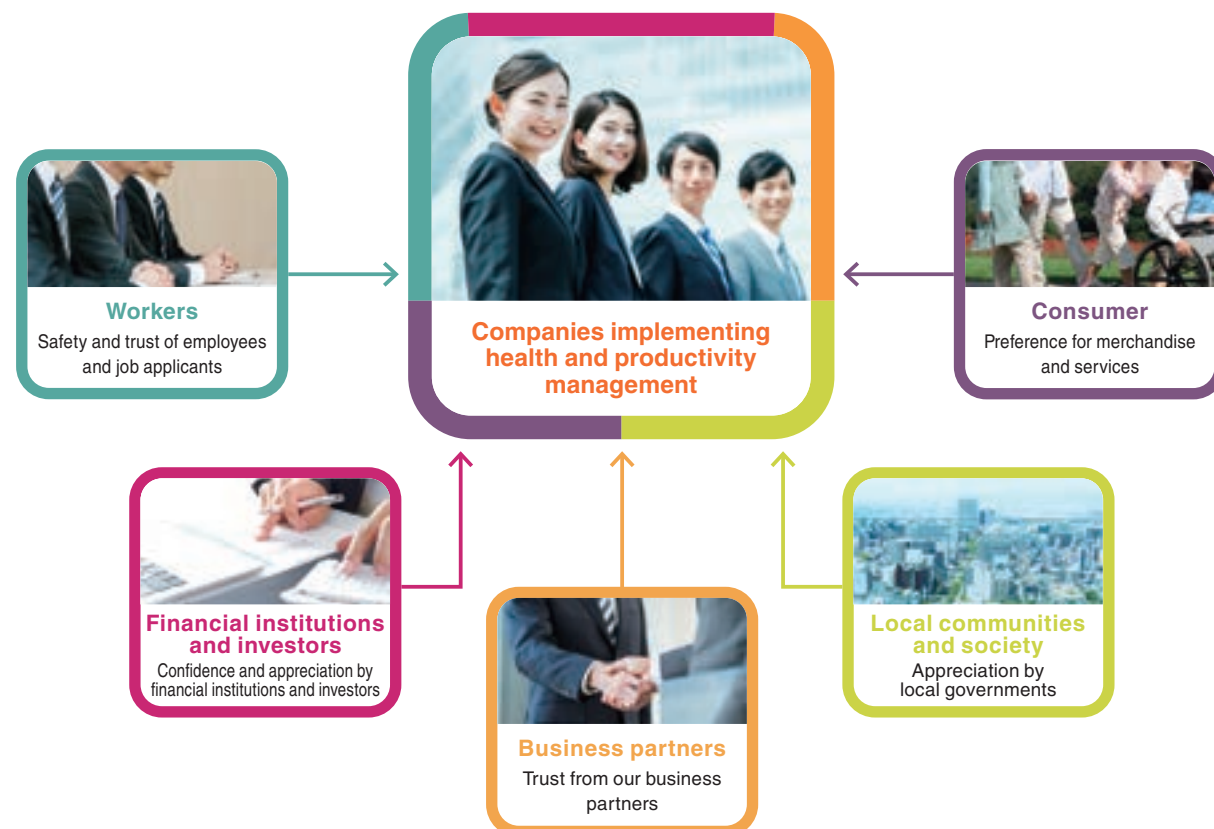 Companies implementing
health and productivity
management
Workers
Safety and trust of employees
and job applicants
Consumer
Preference for merchandise
and services
Financial institutions
and investors
Confidence and appreciation by
financial institutions and investors
Business partners
Trust from our business
partners
Local communities
and society
Appreciation by
local governments